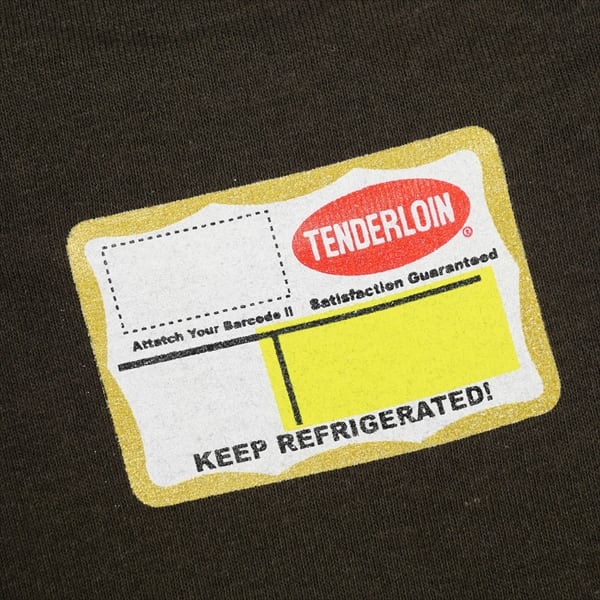 TENDERLOIN
®
Attatch Your Barcode !! Satisfaction Guaranteed
KEEP REFRIGERATED!